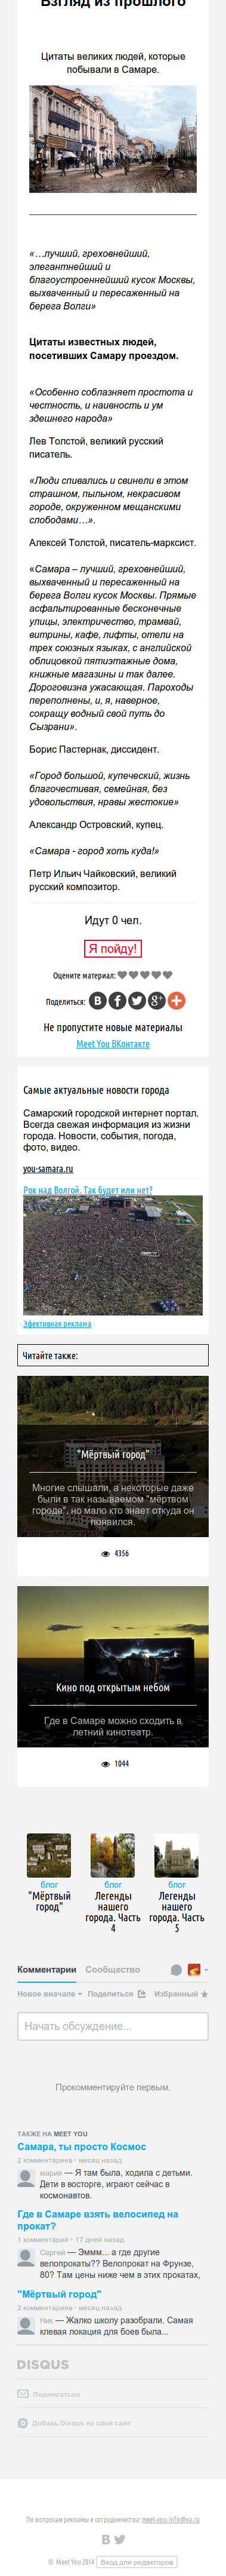 Взгляд из прошлого
Цитаты великих людей, которые
побывали в Самаре.
«…лучший, греховнейший,
элегантнейший и
благоустроеннейший кусок Москвы,
выхваченный и пересаженный на
берега Волги»
Цитаты известных людей,
посетивших Самару проездом.
«Особенно соблазняет простота и
честность, и наивность и ум
здешнего народа»
Лев Толстой, великий русский
писатель.
«Люди спивались и свинели в этом
страшном, пыльном, некрасивом
городе, окруженном мещанскими
слободами…».
Алексей Толстой, писатель-марксист.
«Самара – лучший, греховнейший,
выхваченный и пересаженный на
берега Волги кусок Москвы. Прямые
асфальтированные бесконечные
улицы, электричество, трамвай,
витрины, кафе, лифты, отели на
трех союзных языках, с английской
облицовкой пятиэтажные дома,
книжные магазины и так далее.
Дороговизна ужасающая. Пароходы
переполнены, и, я, наверное,
сокращу водный свой путь до
Сызрани».
Борис Пастернак, диссидент.
«Город большой, купеческий, жизнь
благочестивая, семейная, без
удовольствия, нравы жестокие»
Александр Островский, купец.
«Самара - город хоть куда!»
Петр Ильич Чайковский, великий
русский композитор.
Идут 0 чел.
Я пойду!
Оцените материал:
Поделиться:
Не пропустите новые материалы
Meet You ВКонтакте
Самые актуальные новости города
Самарский городской интернет портал.
Всегда свежая информация из жизни
города. Новости, события, погода,
фото, видео.
you-samara.ru
Рок над Волгой. Так будет или нет?
Эфективная реклама
Читайте также:
"Мёртвый город"
Многие слышали, а некоторые даже
были в так называемом "мёртвом
городе", но мало кто знает откуда он
появился.
4356
Кино под открытым небом
Где в Самаре можно сходить в
летний кинотеатр.
1044
блог
"Мёртвый
город"
блог
Легенды
нашего
города. Часть
4
блог
Легенды
нашего
города. Часть
5
Комментарии Сообщество
Новое вначале Поделиться Избранный
Начать обсуждение...
Прокомментируйте первым.
ТАКЖЕ НА MEET YOU
Самара, ты просто Космос
2 комментариев • месяц назад
мария — Я там была, ходила с детьми.
Дети в восторге, играют сейчас в
космонавтов.
Где в Самаре взять велосипед на
прокат?
1 комментарий • 17 дней назад
Сергей — Эммм... а где другие
велопрокаты?? Велопрокат на Фрунзе,
80? Там цены ниже чем в этих прокатах,
"Мёртвый город"
2 комментариев • месяц назад
Ник — Жалко школу разобрали. Самая
клевая локация для боев была...
DISQUS
Подписаться
Добавь Disqus на свой сайт
По вопросам рекламы и сотрудничества: meet-you.info@ya.ru
© Meet You 2014 Вход для редакторов